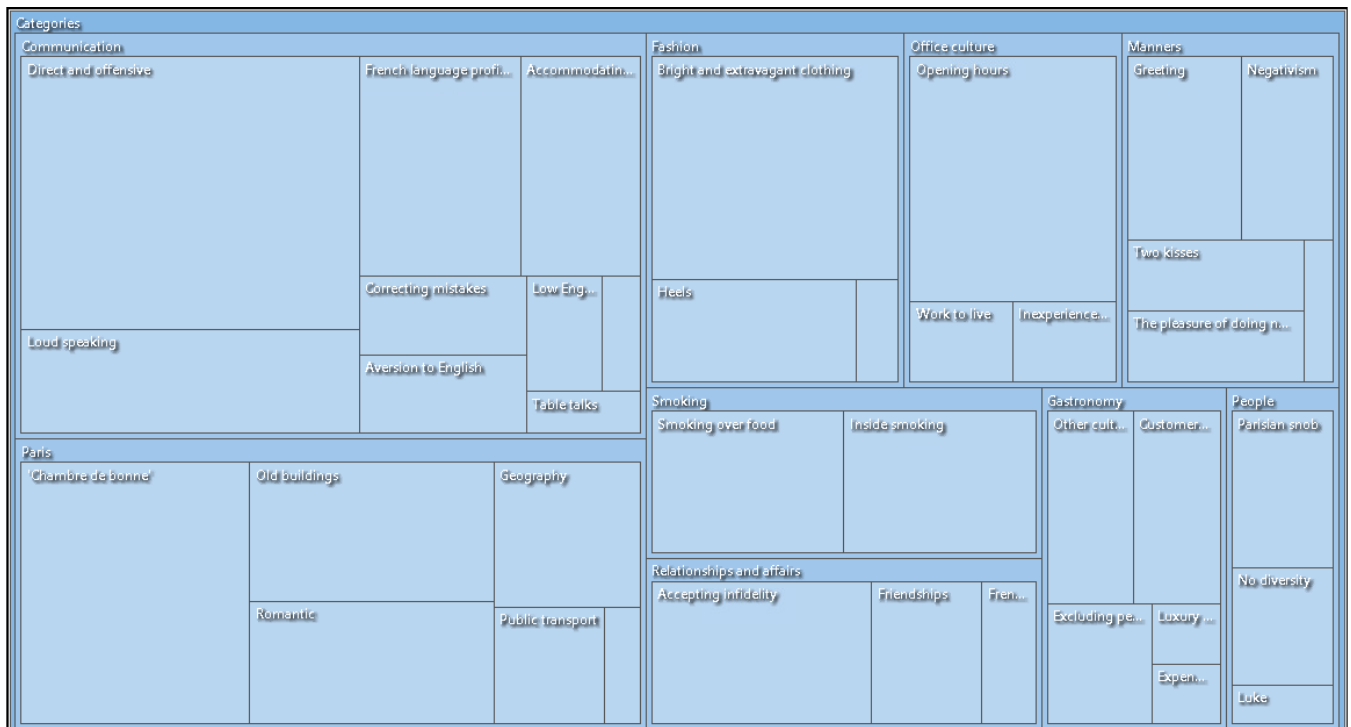 Categories
Communication
Direct and offensive
French language profi...
Accommodatin...
Loud speaking
Correcting mistakes
Low Eng...
Aversion to English
Table talks
Paris
'Chambre de bonne'
Old buildings
Geography
Romantic
Public transport
Fashion
Bright and extravagant clothing
Heels
Office culture
Opening hours
Work to live
Inexperience...
Manners
Greeting
Negativism
Two kisses
The pleasure of doing n...
Smoking
Smoking over food
Inside smoking
Relationships and affairs
Accepting infidelity
Friendships
Fren...
Gastronomy
Other cult...
Customer...
Excluding pe...
Luxury ...
Expen...
People
Parisian snob
No diversity
Luke